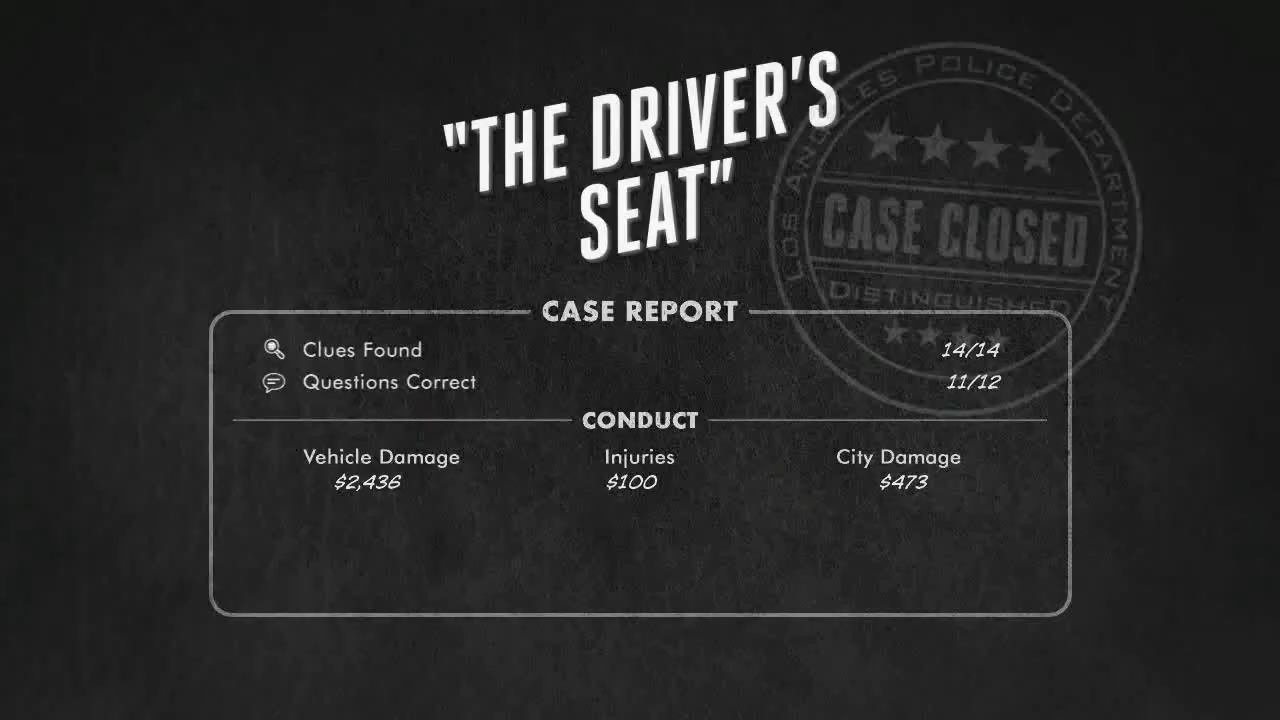 "THE DRIVER'S
SEAT"
LOS ANGELES POLICE DEPARTMENT
CASE CLOSED
DISTINGUISHED
CASE REPORT
Clues Found 14/14
Questions Correct 11/12
CONDUCT
Vehicle Damage Injuries City Damage
$2,436 $100 $473